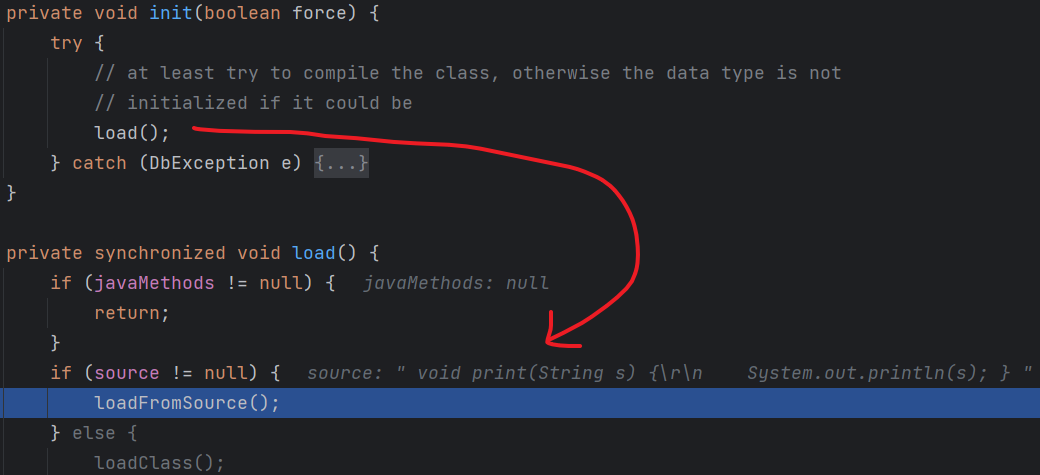 private void init(boolean force) {
try {
// at least try to compile the class, otherwise the data type is not
// initialized if it could be
load();
} catch (DbException e) {...}
}
private synchronized void load() {
if (javaMethods != null) { javaMethods: null
return;
}
if (source != null) { source: " void print(String s) {\r\n    System.out.println(s); } "
loadFromSource();
} else {
loadClass();